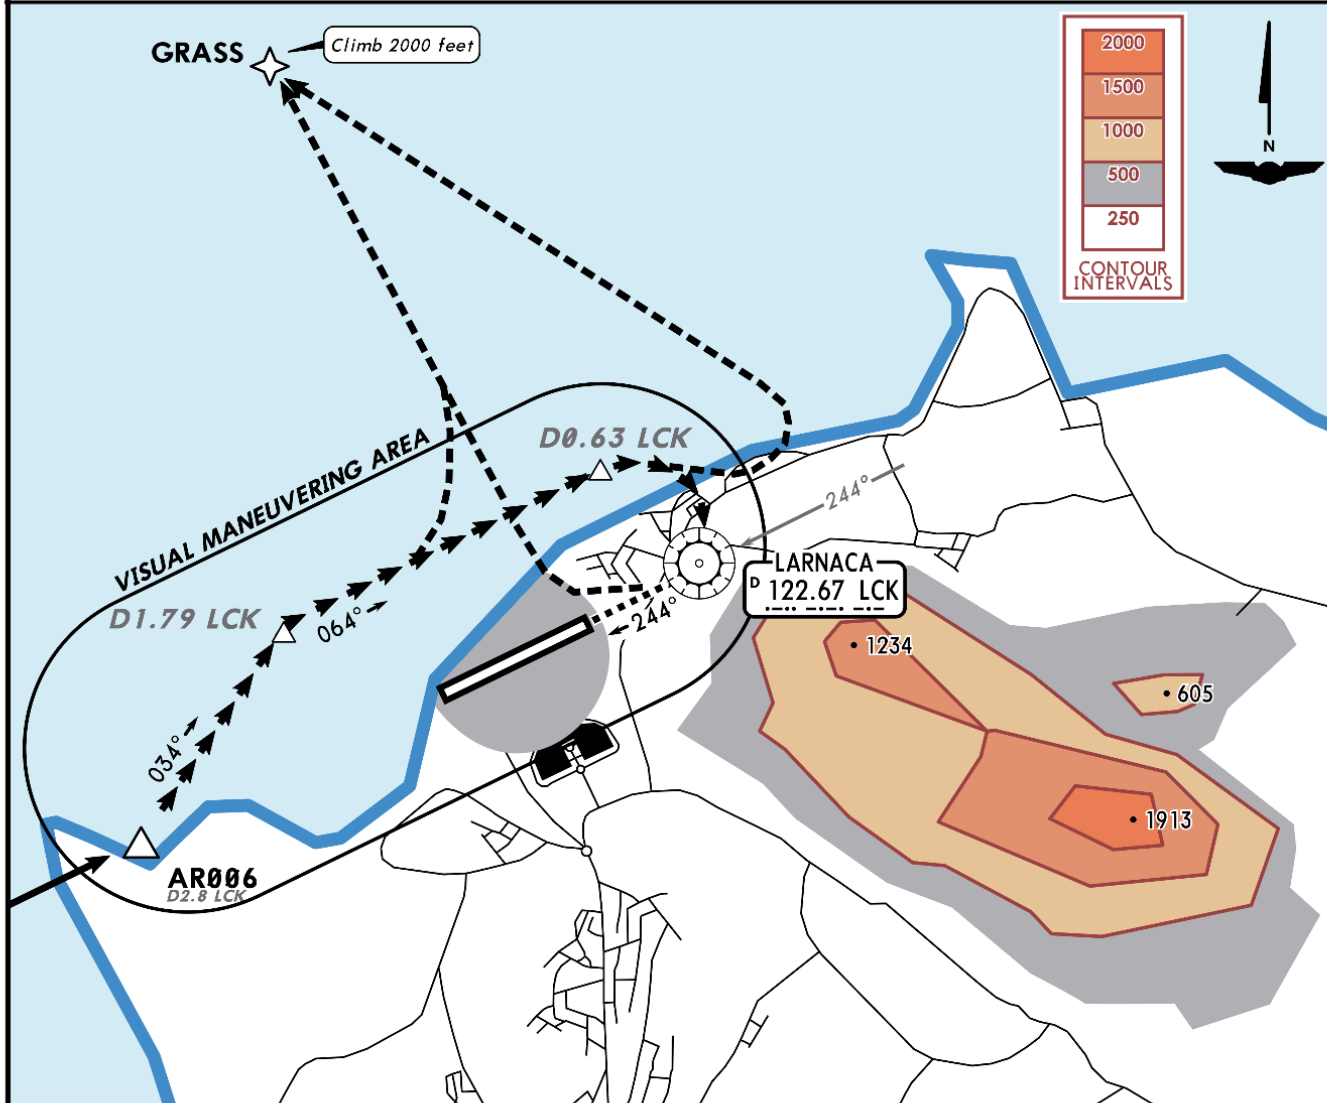 GRASS
Climb 2000 feet
2000
1500
1000
500
250
CONTOUR
INTERVALS
N
VISUAL MANEUVERING AREA
D0.63 LCK
244°
LARNACA
D 122.67 LCK
D1.79 LCK
064°
244°
034°
1234
605
1913
AR006
D2.8 LCK